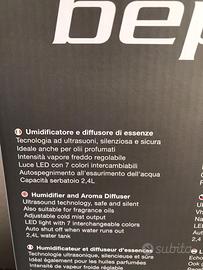 bep
Umidificatore e diffusore di essenze
Tecnologia ad ultrasuoni, silenziosa e sicura
Ideale anche per olii profumati
Intensità vapore freddo regolabile
Luce LED con 7 colori intercambiabili
Autospegnimento all'esaurimento dell'acqua
Capacità serbatoio 2,4L
Humidifier and Aroma Diffuser
Ultrasound technology, safe and silent
Also suitable for fragrance oils
Adjustable cold mist output
LED light with 7 interchangeable colors
Auto shut off when water runs out
2,4L water tank
Humidificateur et diffuseur d'essences
Technologie ultrasonique, silencieuse et sûre
Idéal également pour les huiles parfumées
Intensité de vapeur froide réglable
subito